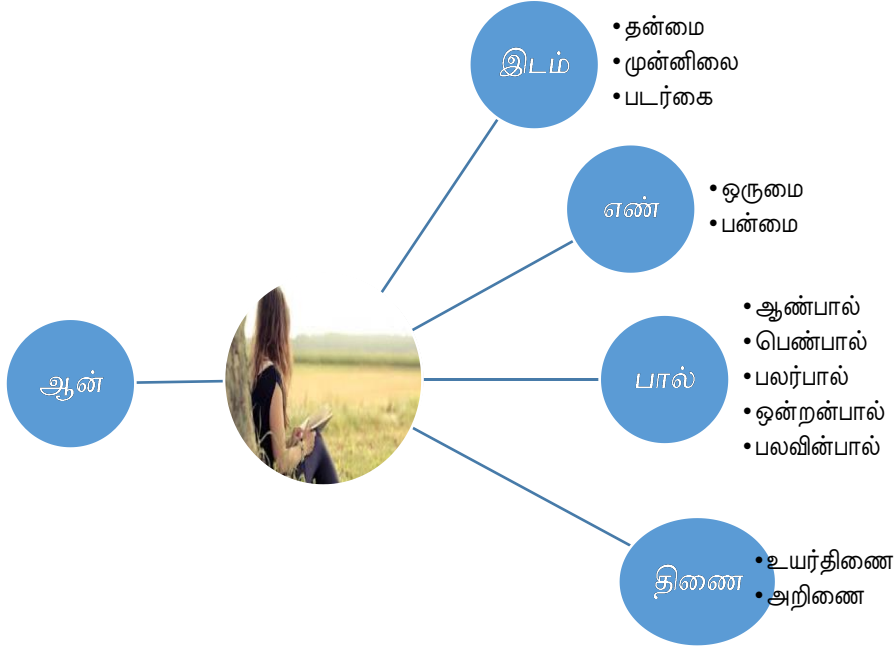 இடம்
•தன்மை
•முன்னிலை
•படர்கை
எண்
•ஒருமை
•பன்மை
பால்
•ஆண்பால்
•பெண்பால்
•பலர்பால்
•ஒன்றன்பால்
•பலவின்பால்
ஆன்
திணை
•உயர்திணை
•அறிணை